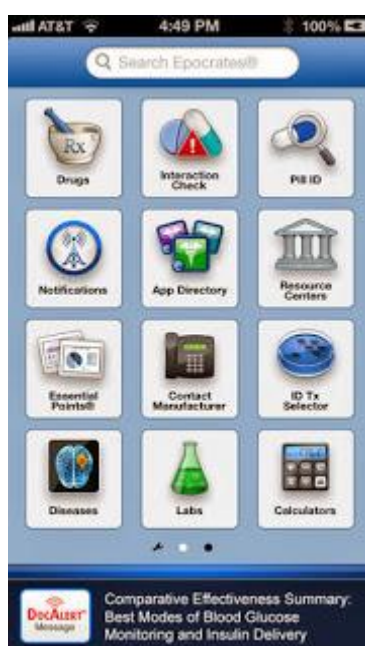 AT&T 4:49 PM 100%
Search Epocrates®
Rx
Drugs
Interaction
Check
Pill ID
Notifications
App Directory
Resource
Centers
Essential
Points®
Contact
Manufacturer
ID Tx
Selector
Diseases
Labs
Calculators
DocAlert®
Message
Comparative Effectiveness Summary:
Best Modes of Blood Glucose
Monitoring and Insulin Delivery